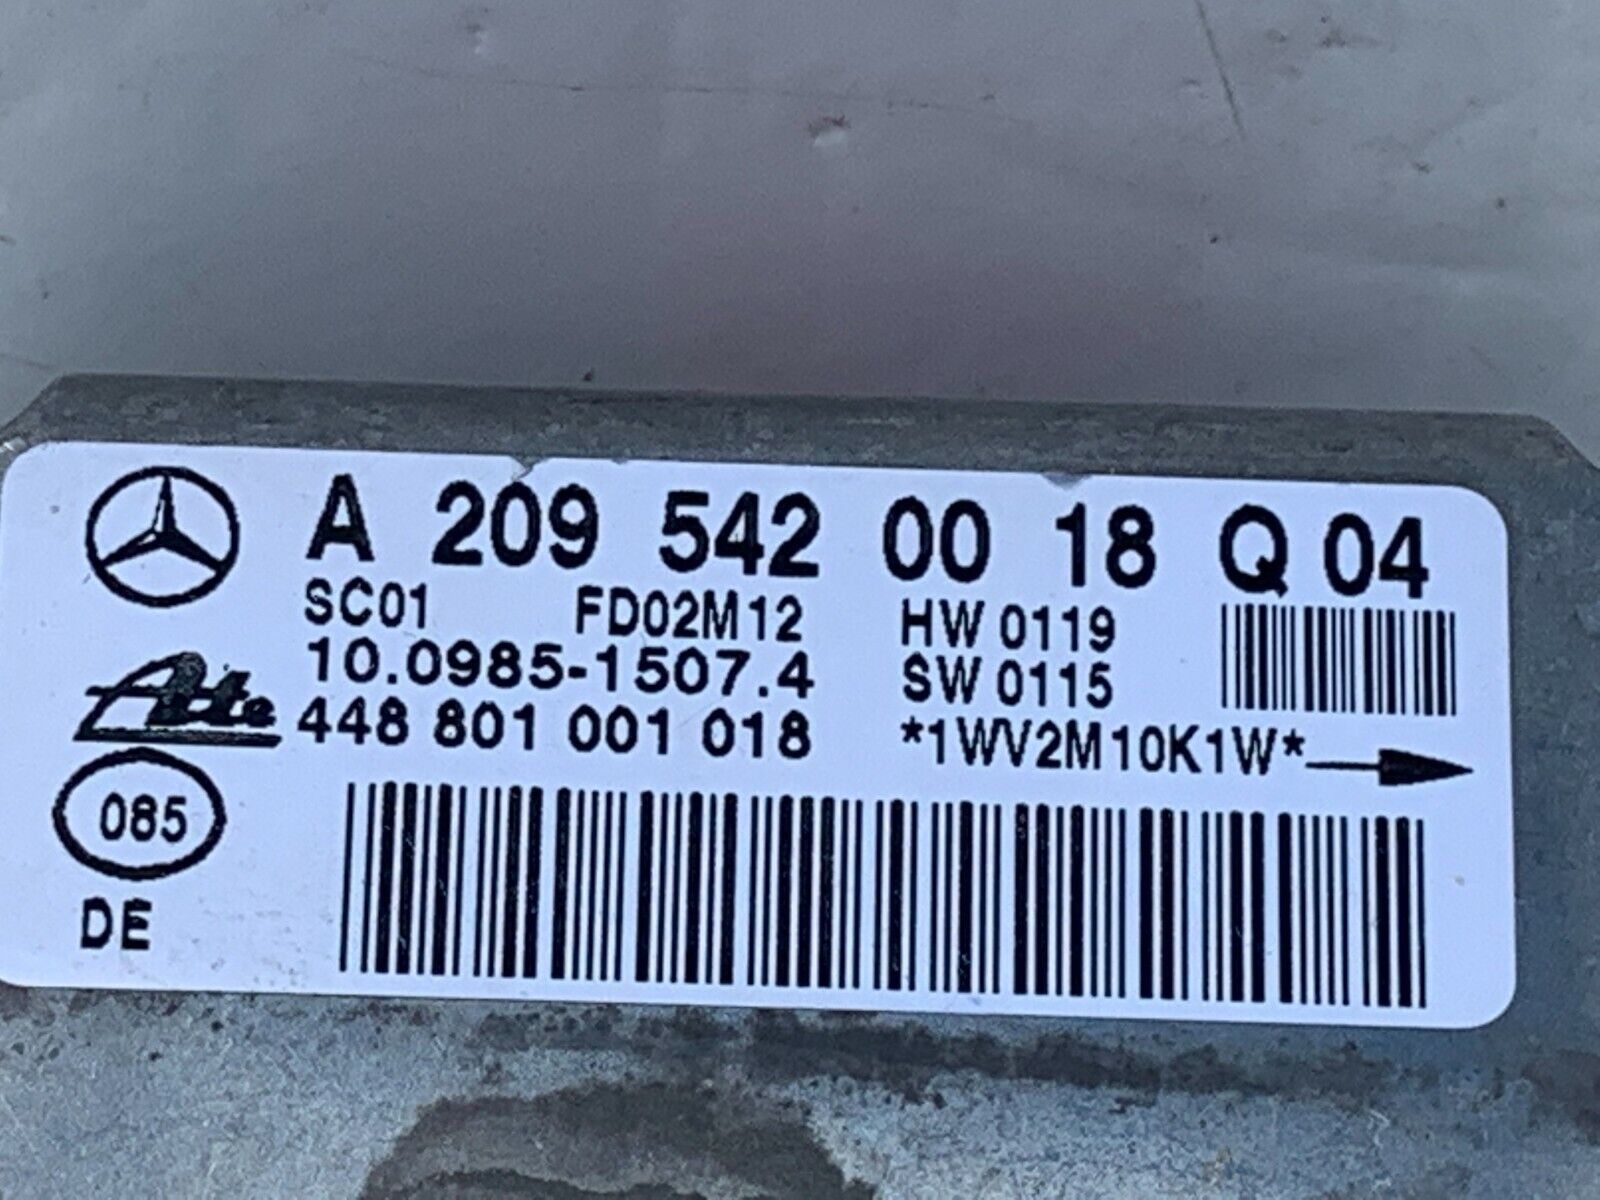 A 209 542 00 18 Q 04
SC01 FD02M12 HW 0119
10.0985-1507.4 SW 0115
Ate 448 801 001 018 *1WV2M10K1W*
085
DE